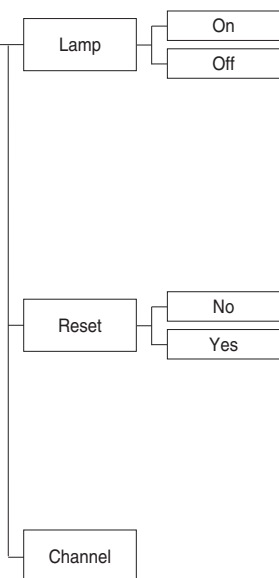 Lamp
On
Off
Reset
No
Yes
Channel